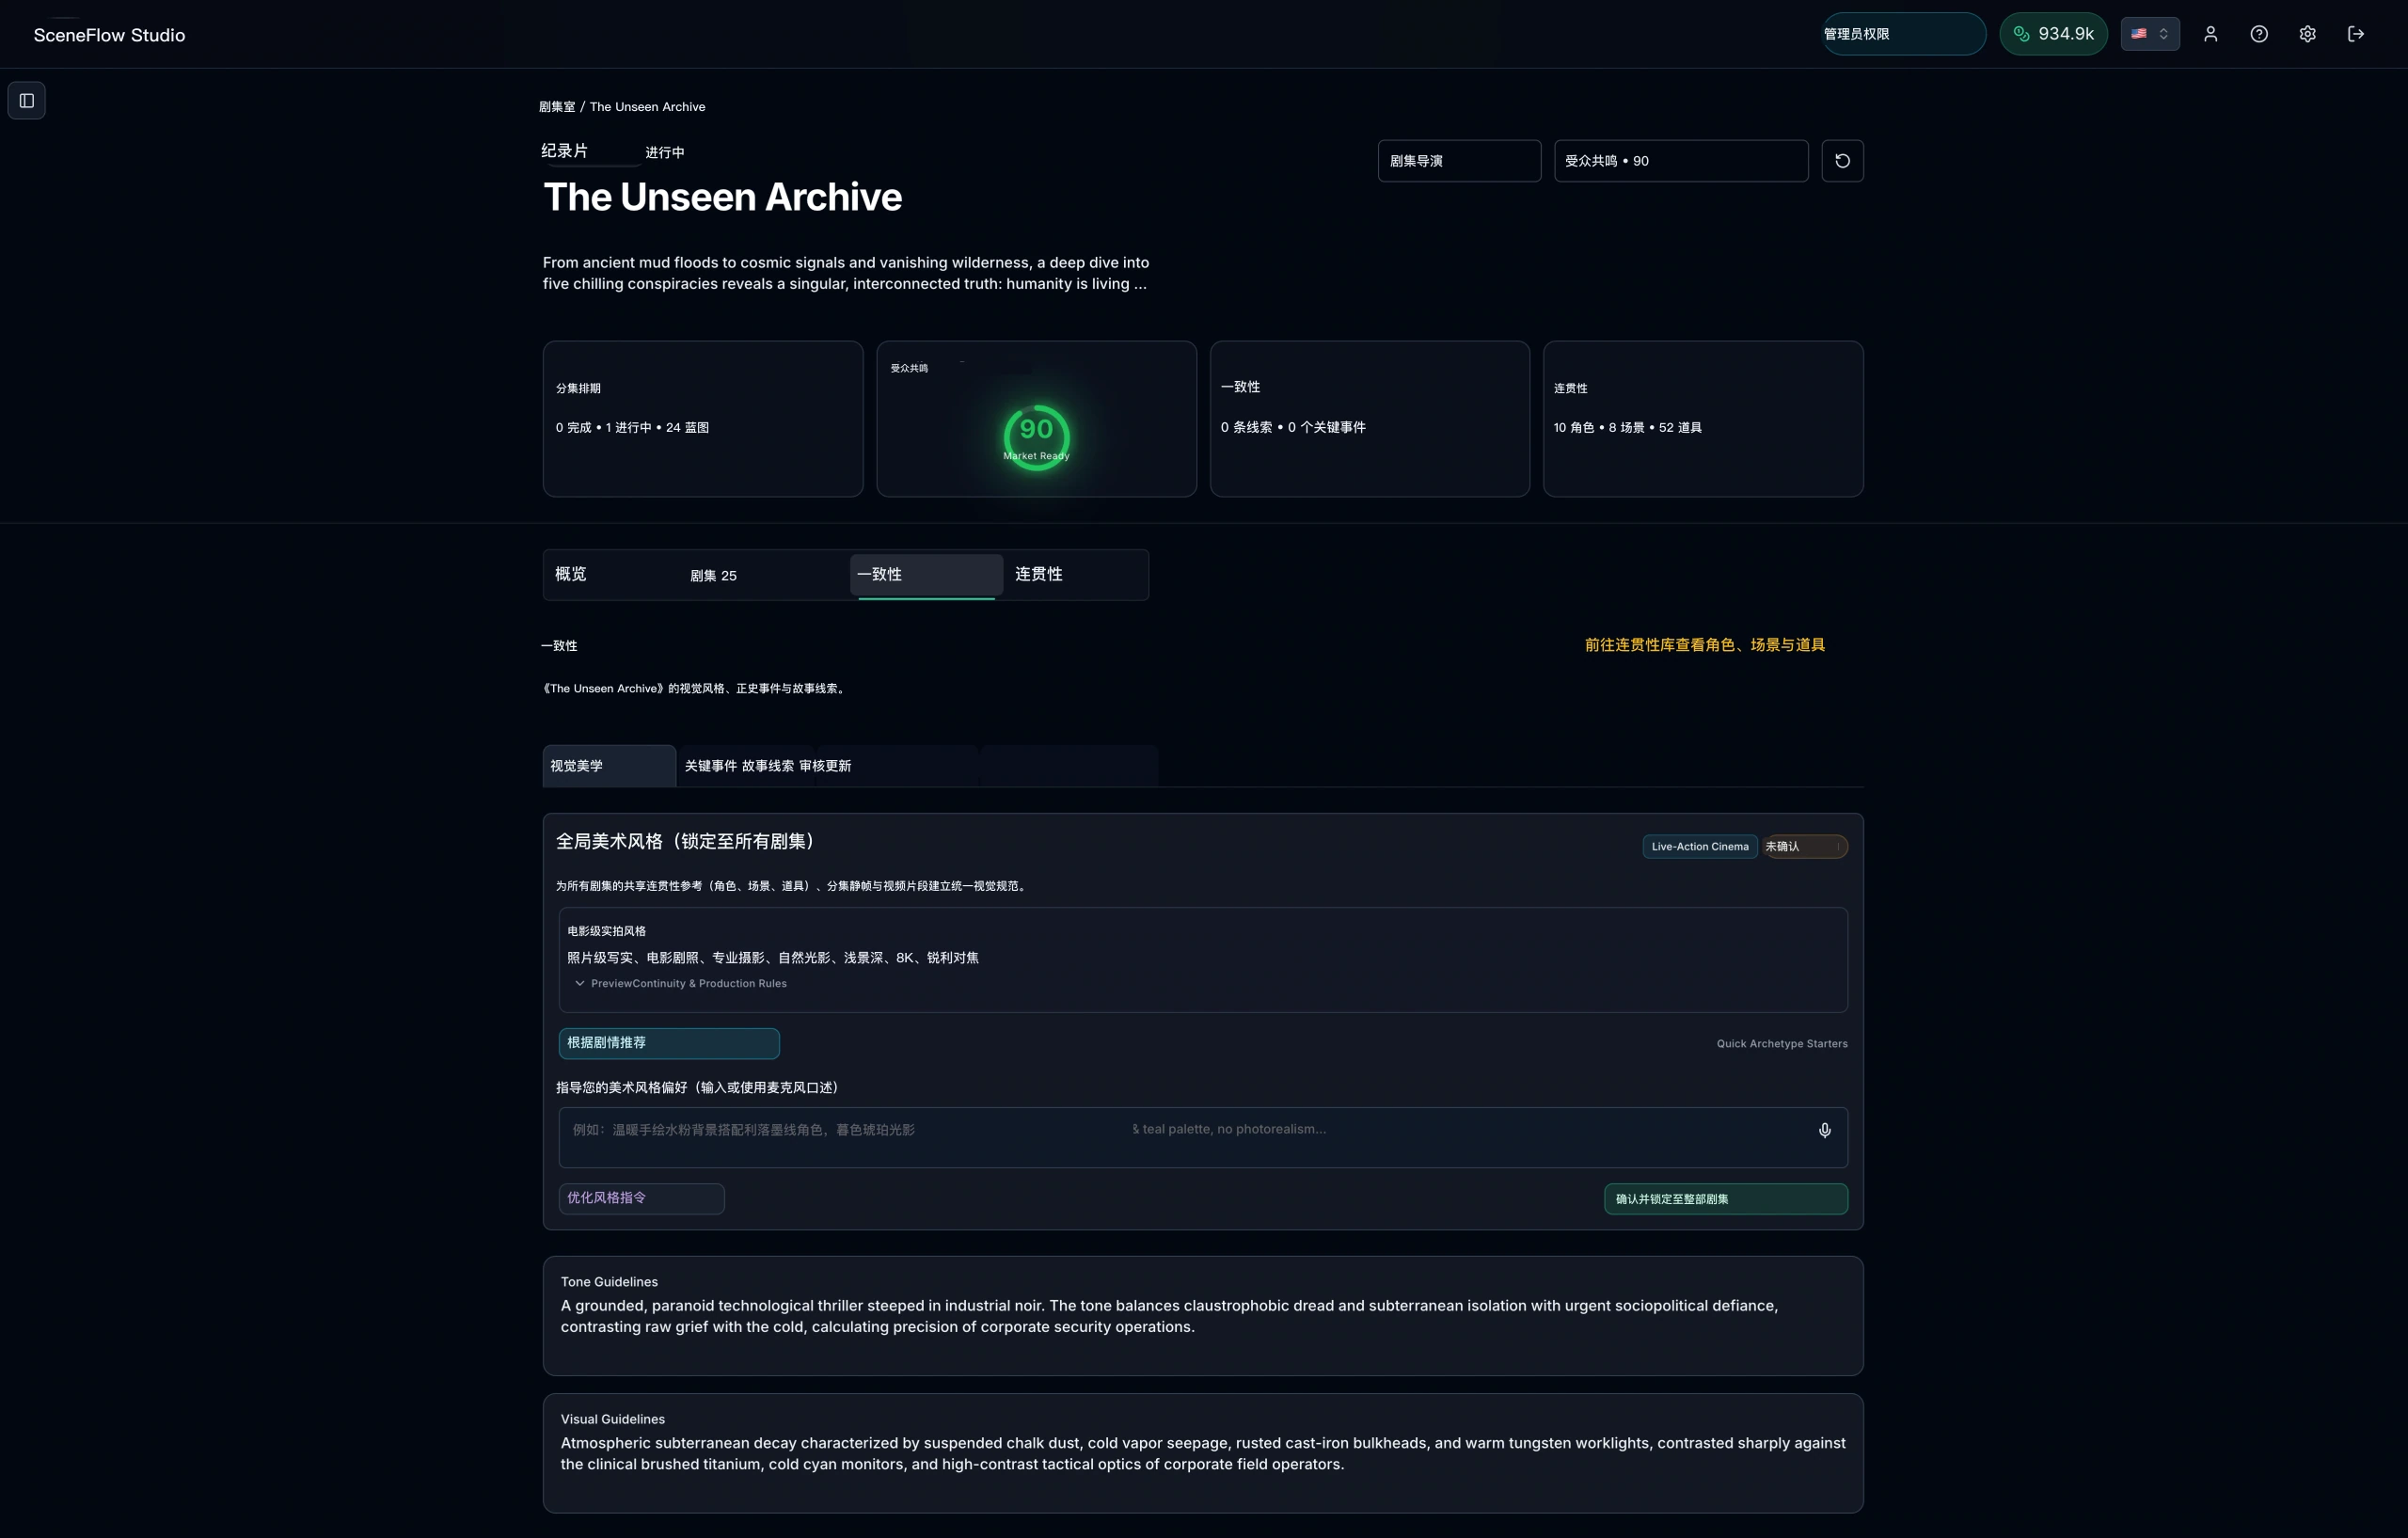 SceneFlow Studio
管理员权限
934.9k
剧集室 / The Unseen Archive
纪录片
进行中
剧集导演
受众共鸣 • 90
The Unseen Archive
From ancient mud floods to cosmic signals and vanishing wilderness, a deep dive into
five chilling conspiracies reveals a singular, interconnected truth: humanity is living ...
分集排期
0 完成 • 1 进行中 • 24 蓝图
受众共鸣
90
Market Ready
一致性
0 条线索 • 0 个关键事件
连贯性
10 角色 • 8 场景 • 52 道具
概览
剧集 25
一致性
连贯性
一致性
前往连贯性库查看角色、场景与道具
《The Unseen Archive》的视觉风格、正史事件与故事线索。
视觉美学
关键事件 故事线索 审核更新
全局美术风格（锁定至所有剧集）
Live-Action Cinema
未确认
为所有剧集的共享连贯性参考（角色、场景、道具）、分集静帧与视频片段建立统一视觉规范。
电影级实拍风格
照片级写实、电影剧照、专业摄影、自然光影、浅景深、8K、锐利对焦
PreviewContinuity & Production Rules
根据剧情推荐
Quick Archetype Starters
指导您的美术风格偏好（输入或使用麦克风口述）
例如：温暖手绘水粉背景搭配利落墨线角色，暮色琥珀光影
& teal palette, no photorealism...
优化风格指令
确认并锁定至整部剧集
Tone Guidelines
A grounded, paranoid technological thriller steeped in industrial noir. The tone balances claustrophobic dread and subterranean isolation with urgent sociopolitical defiance,
contrasting raw grief with the cold, calculating precision of corporate security operations.
Visual Guidelines
Atmospheric subterranean decay characterized by suspended chalk dust, cold vapor seepage, rusted cast-iron bulkheads, and warm tungsten worklights, contrasted sharply against
the clinical brushed titanium, cold cyan monitors, and high-contrast tactical optics of corporate field operators.